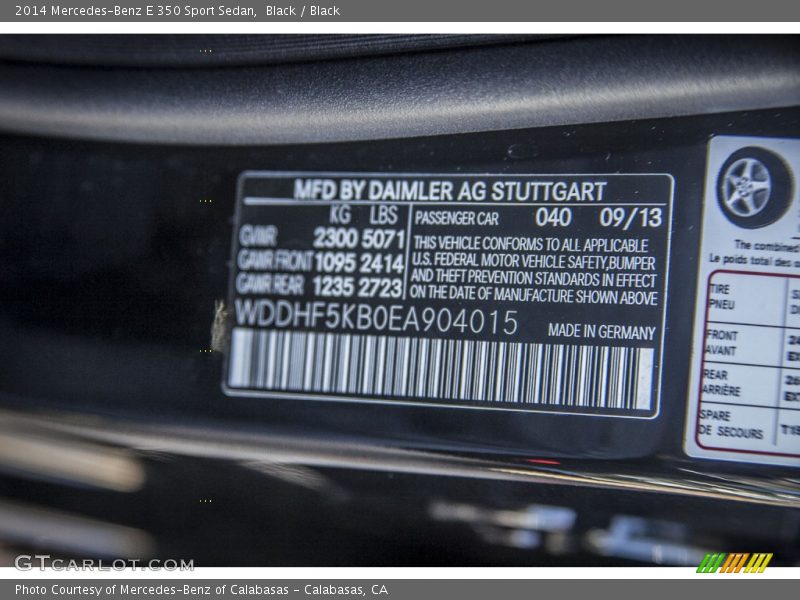 2014 Mercedes-Benz E 350 Sport Sedan, Black / Black
MFD BY DAIMLER AG STUTTGART
KG LBS
GVWR 2300 5071
GAWR FRONT 1095 2414
GAWR REAR 1235 2723
PASSENGER CAR 040 09/13
THIS VEHICLE CONFORMS TO ALL APPLICABLE
U.S. FEDERAL MOTOR VEHICLE SAFETY, BUMPER
AND THEFT PREVENTION STANDARDS IN EFFECT
ON THE DATE OF MANUFACTURE SHOWN ABOVE
WDDHF5KB0EA904015
MADE IN GERMANY
The combined
Le poids total des
TIRE
PNEU
FRONT
AVANT
REAR
ARRIÈRE
SPARE
DE SECOURS
GTCARLOT.COM
Photo Courtesy of Mercedes-Benz of Calabasas - Calabasas, CA